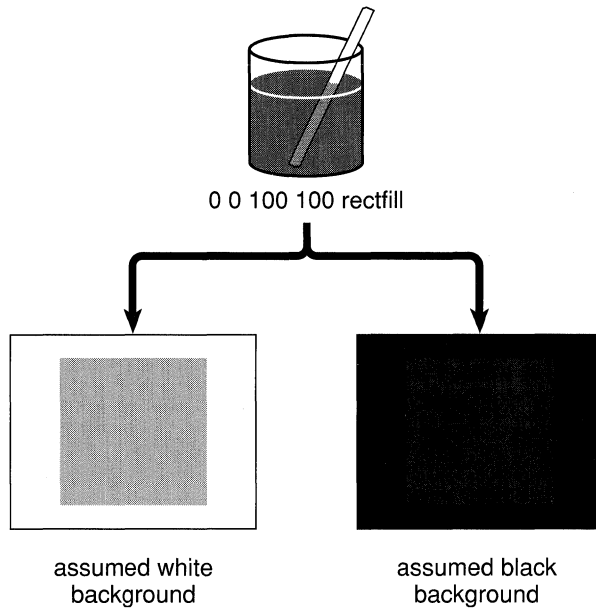 0 0 100 100 rectfill
assumed white
background
assumed black
background